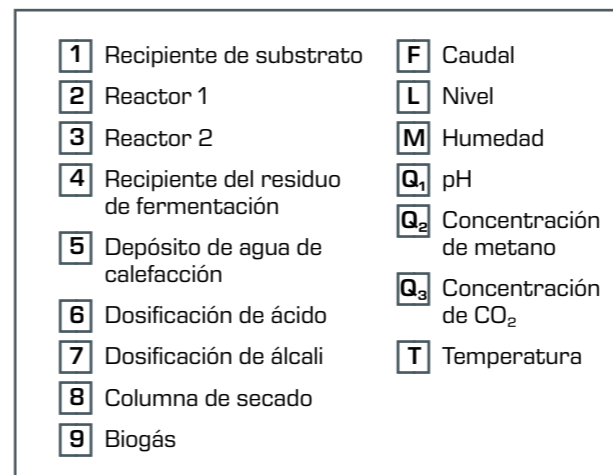 1 Recipiente de substrato
2 Reactor 1
3 Reactor 2
4 Recipiente del residuo
de fermentación
5 Depósito de agua de
calefacción
6 Dosificación de ácido
7 Dosificación de álcali
8 Columna de secado
9 Biogás
F Caudal
L Nivel
M Humedad
Q₁ pH
Q₂ Concentración
de metano
Q₃ Concentración
de CO₂
T Temperatura